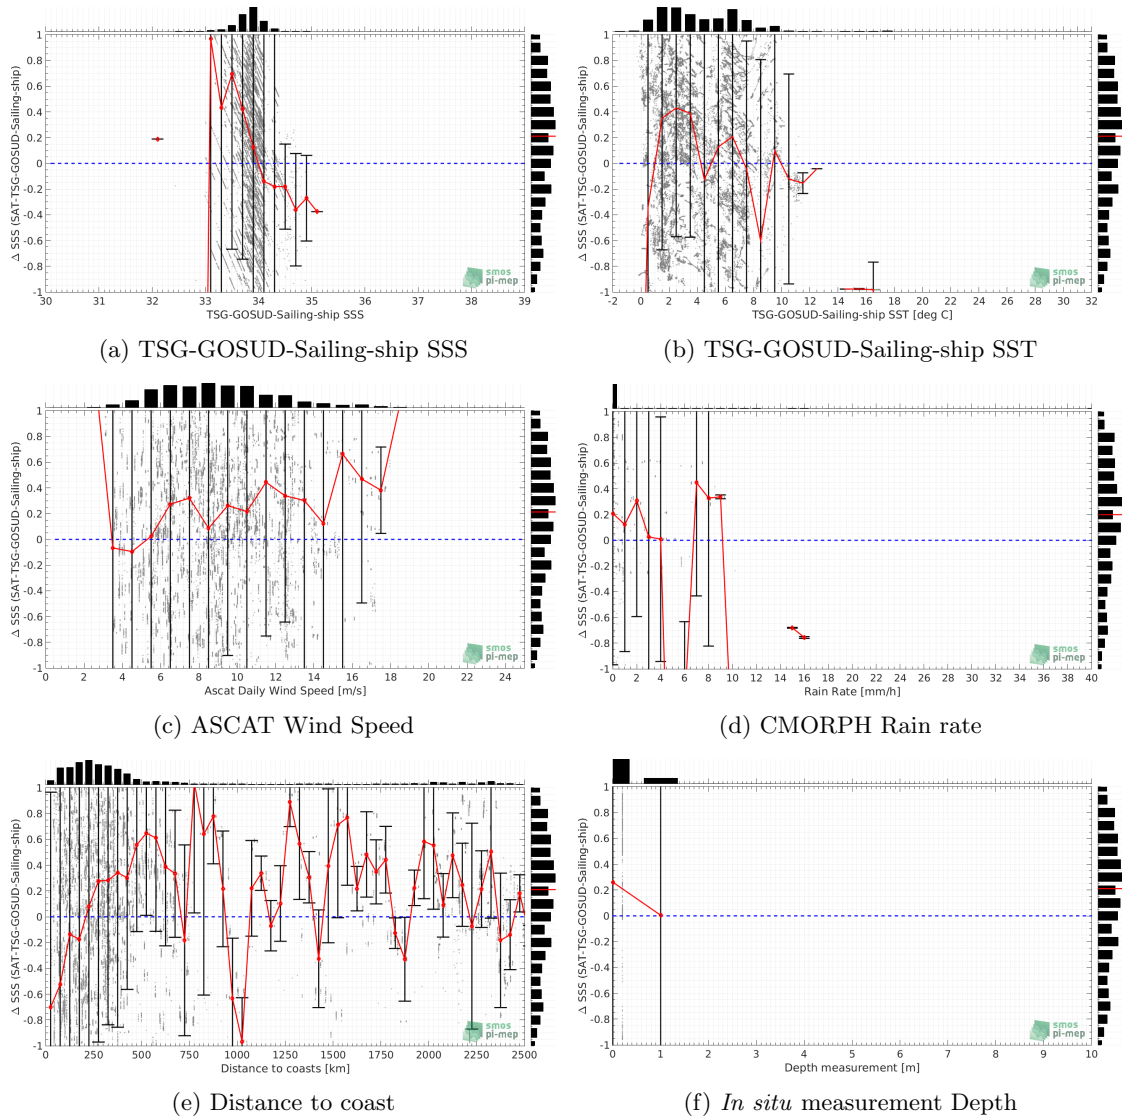 Δ SSS (SAT-TSG-GOSUD-Sailing-ship)
1
0.8
0.6
0.4
0.2
0
-0.2
-0.4
-0.6
-0.8
-1
30 31 32 33 34 35 36 37 38 39
TSG-GOSUD-Sailing-ship SSS
smos
pi-mep
(a) TSG-GOSUD-Sailing-ship SSS
Δ SSS (SAT-TSG-GOSUD-Sailing-ship)
1
0.8
0.6
0.4
0.2
0
-0.2
-0.4
-0.6
-0.8
-1
-2 0 2 4 6 8 10 12 14 16 18 20 22 24 26 28 30 32
TSG-GOSUD-Sailing-ship SST [deg C]
smos
pi-mep
(b) TSG-GOSUD-Sailing-ship SST
Δ SSS (SAT-TSG-GOSUD-Sailing-ship)
1
0.8
0.6
0.4
0.2
0
-0.2
-0.4
-0.6
-0.8
-1
0 2 4 6 8 10 12 14 16 18 20 22 24
Ascat Daily Wind Speed [m/s]
smos
pi-mep
(c) ASCAT Wind Speed
Δ SSS (SAT-TSG-GOSUD-Sailing-ship)
1
0.8
0.6
0.4
0.2
0
-0.2
-0.4
-0.6
-0.8
-1
0 2 4 6 8 10 12 14 16 18 20 22 24 26 28 30 32 34 36 38 40
Rain Rate [mm/h]
smos
pi-mep
(d) CMORPH Rain rate
Δ SSS (SAT-TSG-GOSUD-Sailing-ship)
1
0.8
0.6
0.4
0.2
0
-0.2
-0.4
-0.6
-0.8
-1
0 250 500 750 1000 1250 1500 1750 2000 2250 2500
Distance to coasts [km]
smos
pi-mep
(e) Distance to coast
Δ SSS (SAT-TSG-GOSUD-Sailing-ship)
1
0.8
0.6
0.4
0.2
0
-0.2
-0.4
-0.6
-0.8
-1
0 1 2 3 4 5 6 7 8 9 10
Depth measurement [m]
smos
pi-mep
(f) In situ measurement Depth